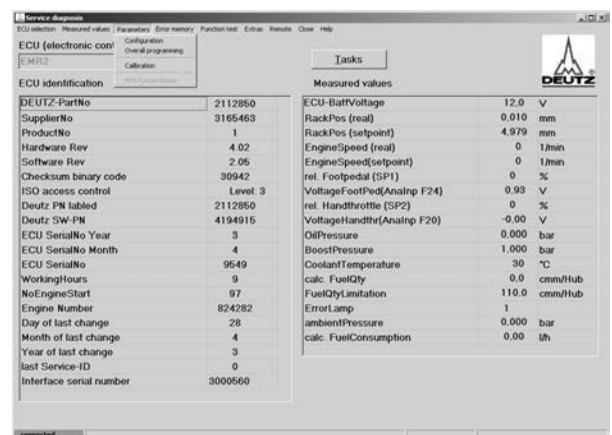 Service diagnosis
ECU selection Measured values Parameters Error memory Function test Extras Remote Close Help
Configuration
Overall programming
Calibration
ECU (electronic con
EMR2
Tasks
DEUTZ
ECU identification
Measured values
DEUTZ-PartNo 2112850
SupplierNo 3165463
ProductNo 1
Hardware Rev 4.02
Software Rev 2.05
Checksum binary code 30942
ISO access control Level: 3
Deutz PN labled 2112850
Deutz SW-PN 4194915
ECU SerialNo Year 3
ECU SerialNo Month 4
ECU SerialNo 9549
WorkingHours 9
NoEngineStart 97
Engine Number 824282
Day of last change 28
Month of last change 4
Year of last change 3
last Service-ID 0
Interface serial number 3000560
ECU-BattVoltage 12,0 V
RackPos (real) 0,010 mm
RackPos (setpoint) 4,979 mm
EngineSpeed (real) 0 1/min
EngineSpeed(setpoint) 0 1/min
rel. Footpedal (SP1) 0 %
VoltageFootPed(AnaInp F24) 0,93 V
rel. Handthrottle (SP2) 0 %
VoltageHandthr(AnaInp F20) -0,00 V
OilPressure 0,000 bar
BoostPressure 1,000 bar
CoolantTemperature 30 °C
calc. FuelQty 0,0 cmm/Hub
FuelQtyLimitation 110,0 cmm/Hub
ErrorLamp 1
ambientPressure 0,000 bar
calc. FuelConsumption 0,00 l/h
connected